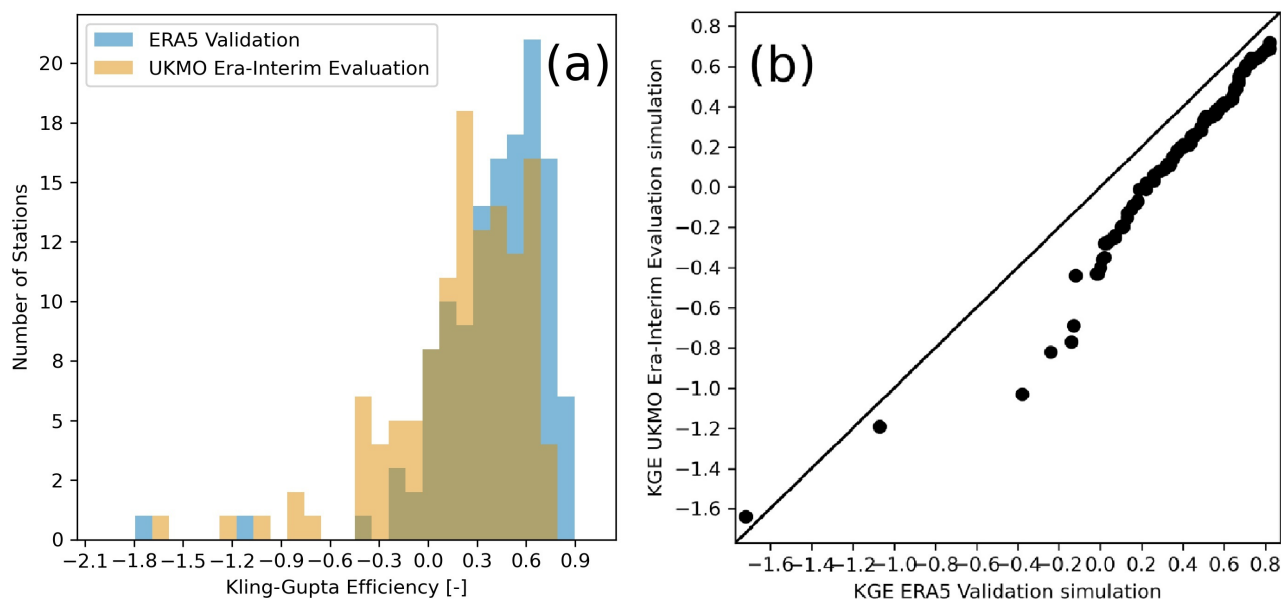 ERA5 Validation
UKMO Era-Interim Evaluation
(a)
20
18
15
12
10
8
5
2
0
Number of Stations
−2.1 −1.8 −1.5 −1.2 −0.9 −0.6 −0.3 0.0 0.3 0.6 0.9
Kling-Gupta Efficiency [-]
(b)
0.8
0.6
0.4
0.2
0.0
−0.2
−0.4
−0.6
−0.8
−1.0
−1.2
−1.4
−1.6
KGE UKMO Era-Interim Evaluation simulation
−1.6 −1.4 −1.2 −1.0 −0.8 −0.6 −0.4 −0.2 0.0 0.2 0.4 0.6 0.8
KGE ERA5 Validation simulation